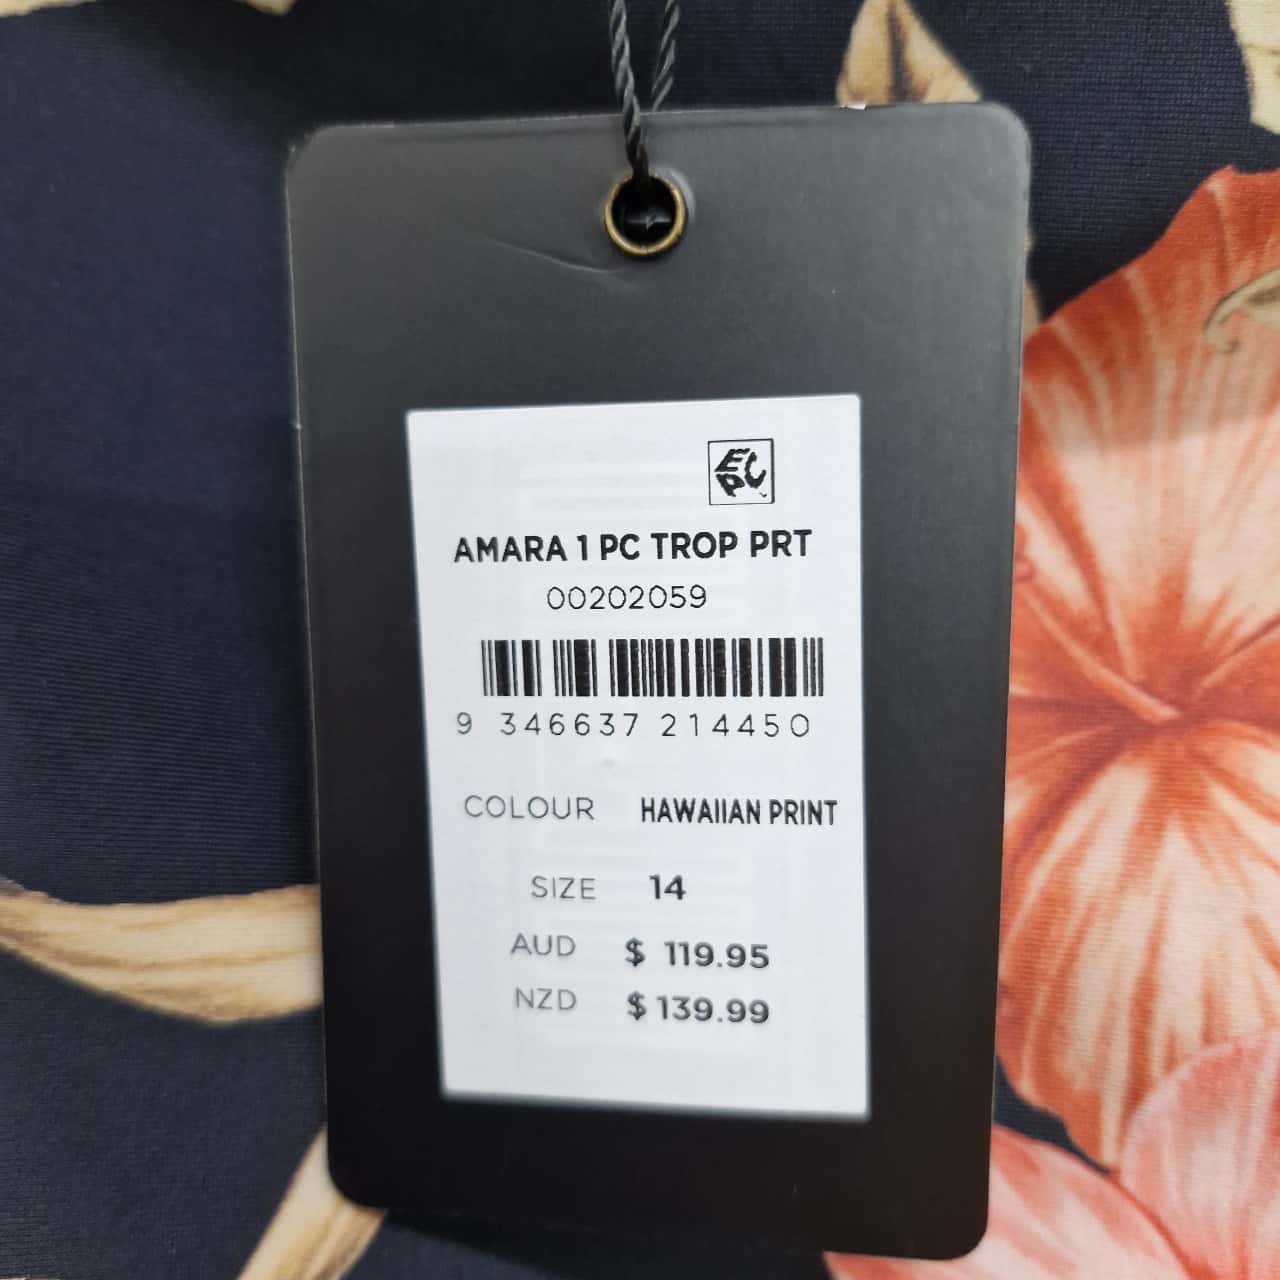 EPC
AMARA 1 PC TROP PRT
00202059
9 346637 214450
COLOUR HAWAIIAN PRINT
SIZE 14
AUD $ 119.95
NZD $ 139.99